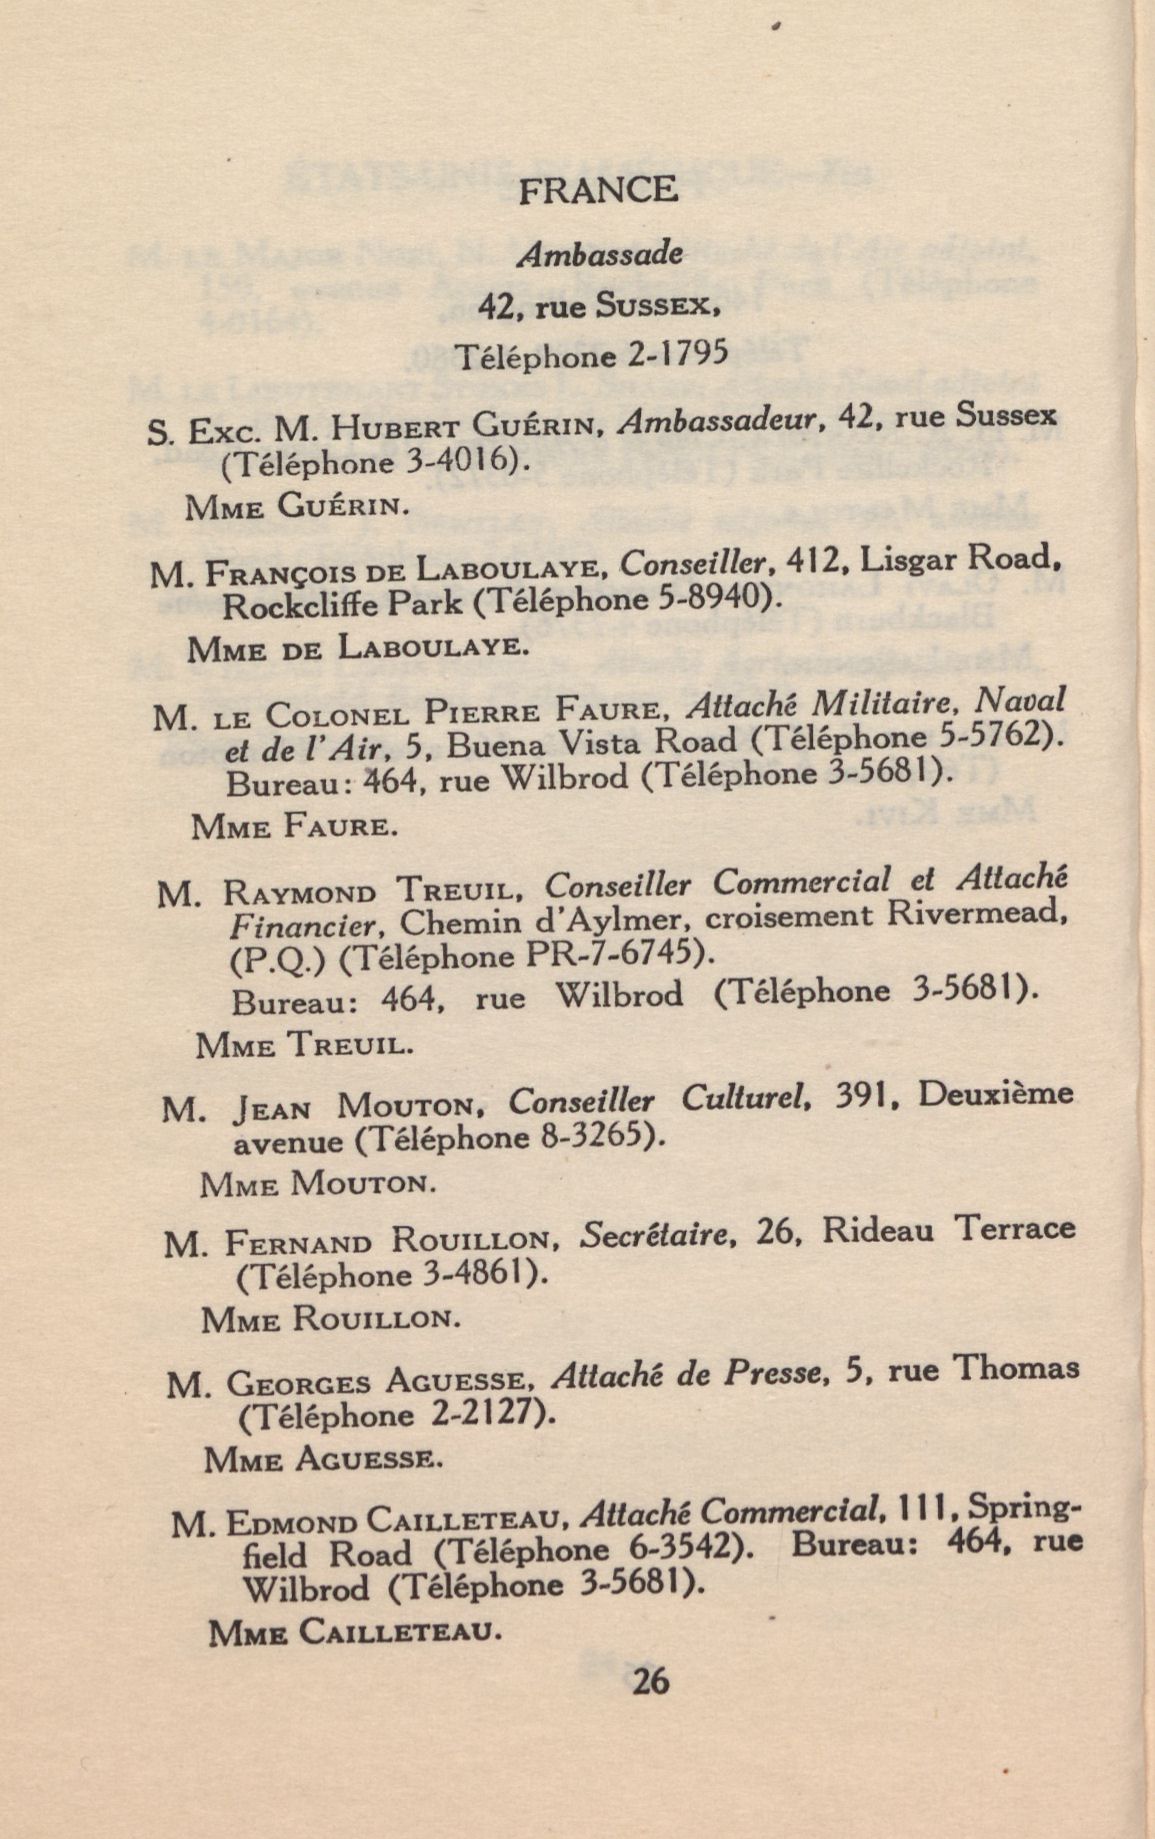 FRANCE
Ambassade
42, rue SUSSEX,
Téléphone 2-1795
S. EXC. M. HUBERT GUÉRIN, Ambassadeur, 42, rue Sussex
(Téléphone 3-4016).
MME GUÉRIN.
M. FRANÇOIS DE LABOULAYE, Conseiller, 412, Lisgar Road,
Rockcliffe Park (Téléphone 5-8940).
MME DE LABOULAYE.
M. LE COLONEL PIERRE FAURE, Attaché Militaire, Naval
et de l'Air, 5, Buena Vista Road (Téléphone 5-5762).
Bureau: 464, rue Wilbrod (Téléphone 3-5681).
MME FAURE.
M. RAYMOND TREUIL, Conseiller Commercial et Attaché
Financier, Chemin d'Aylmer, croisement Rivermead,
(P.Q.) (Téléphone PR-7-6745).
Bureau: 464, rue Wilbrod (Téléphone 3-5681).
MME TREUIL.
M. JEAN MOUTON, Conseiller Culturel, 391, Deuxième
avenue (Téléphone 8-3265).
MME MOUTON.
M. FERNAND ROUILLON, Secrétaire, 26, Rideau Terrace
(Téléphone 3-4861).
MME ROUILLON.
M. GEORGES AGUESSE, Attaché de Presse, 5, rue Thomas
(Téléphone 2-2127).
MME AGUESSE.
M. EDMOND CAILLETEAU, Attaché Commercial, 111, Spring-
field Road (Téléphone 6-3542). Bureau: 464, rue
Wilbrod (Téléphone 3-5681).
MME CAILLETEAU.
26